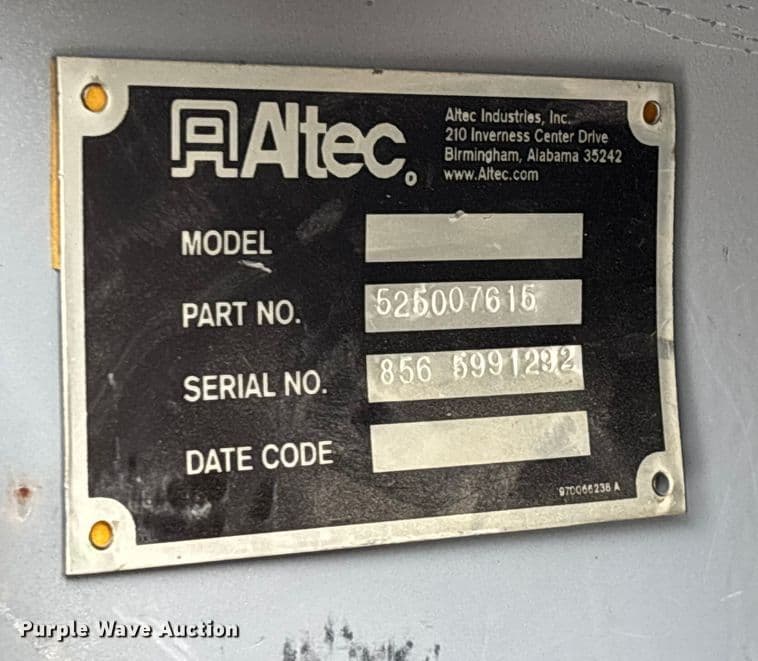 Altec
Altec Industries, Inc.
210 Inverness Center Drive
Birmingham, Alabama 35242
www.Altec.com
MODEL
PART NO. 525007615
SERIAL NO. 856 5991292
DATE CODE
970066236 A
Purple Wave Auction